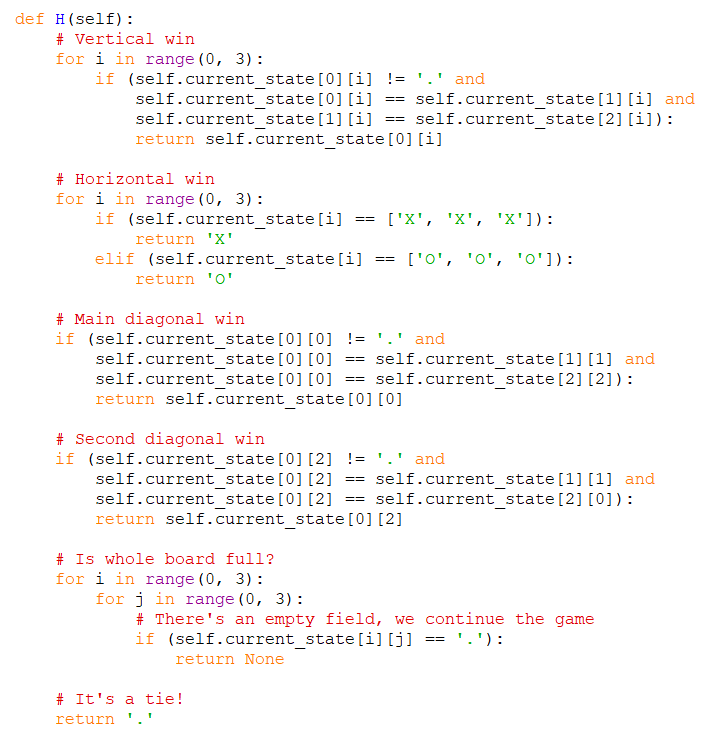 def H(self):
    # Vertical win
    for i in range(0, 3):
        if (self.current_state[0][i] != '.' and
            self.current_state[0][i] == self.current_state[1][i] and
            self.current_state[1][i] == self.current_state[2][i]):
            return self.current_state[0][i]

    # Horizontal win
    for i in range(0, 3):
        if (self.current_state[i] == ['X', 'X', 'X']):
            return 'X'
        elif (self.current_state[i] == ['O', 'O', 'O']):
            return 'O'

    # Main diagonal win
    if (self.current_state[0][0] != '.' and
        self.current_state[0][0] == self.current_state[1][1] and
        self.current_state[0][0] == self.current_state[2][2]):
        return self.current_state[0][0]

    # Second diagonal win
    if (self.current_state[0][2] != '.' and
        self.current_state[0][2] == self.current_state[1][1] and
        self.current_state[0][2] == self.current_state[2][0]):
        return self.current_state[0][2]

    # Is whole board full?
    for i in range(0, 3):
        for j in range(0, 3):
            # There's an empty field, we continue the game
            if (self.current_state[i][j] == '.'):
                return None

    # It's a tie!
    return '.'